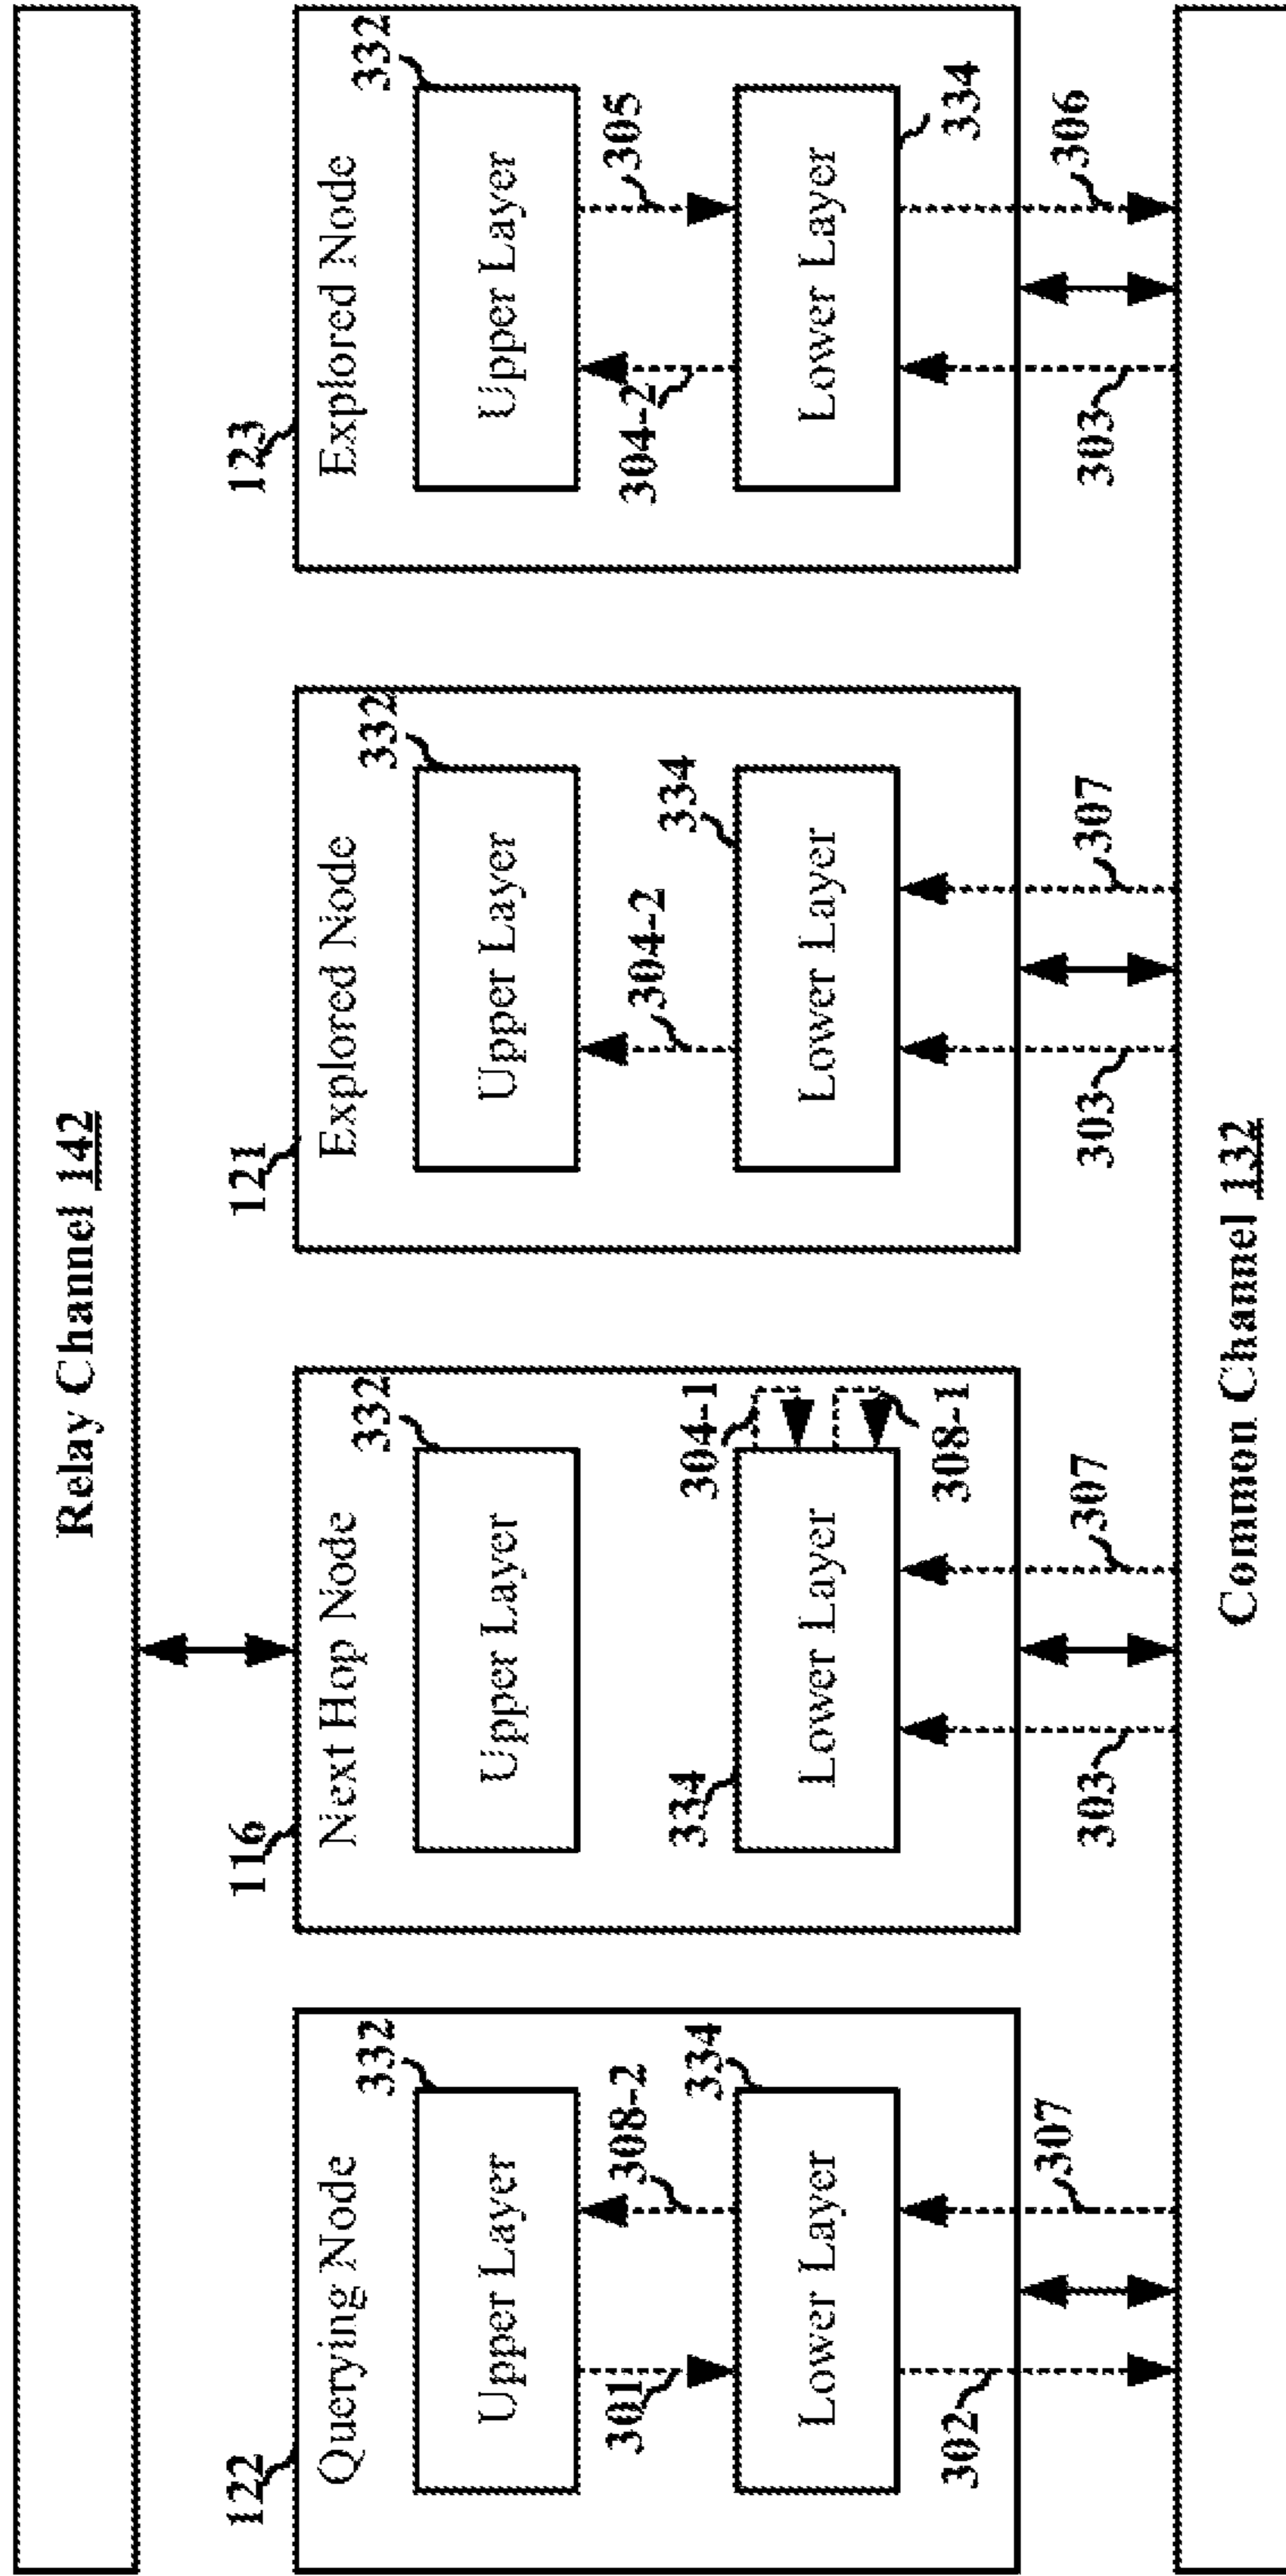 Relay Channel 142
122
Querying Node
332
Upper Layer
301
308-2
334
Lower Layer
302
307
116
Next Hop Node
332
Upper Layer
334
304-1
Lower Layer
308-1
303
307
121
Explored Node
332
Upper Layer
304-2
334
Lower Layer
303
307
123
Explored Node
332
Upper Layer
304-2
305
Lower Layer
334
303
306
Common Channel 132